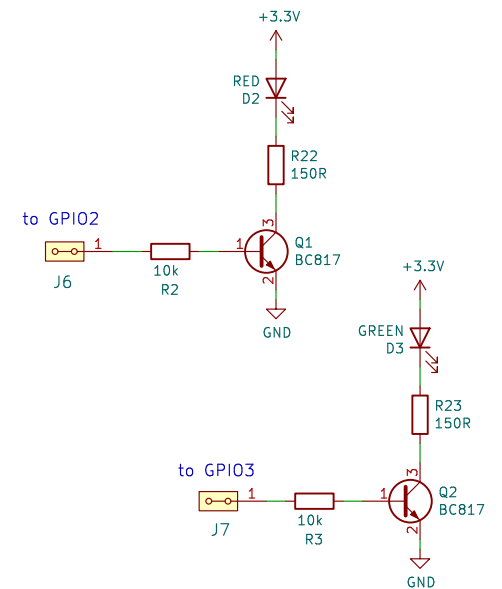 +3.3V
RED
D2
R22
150R
to GPIO2
1
J6
10k
R2
1
3
2
Q1
BC817
GND
+3.3V
GREEN
D3
R23
150R
to GPIO3
1
J7
10k
R3
1
3
2
Q2
BC817
GND